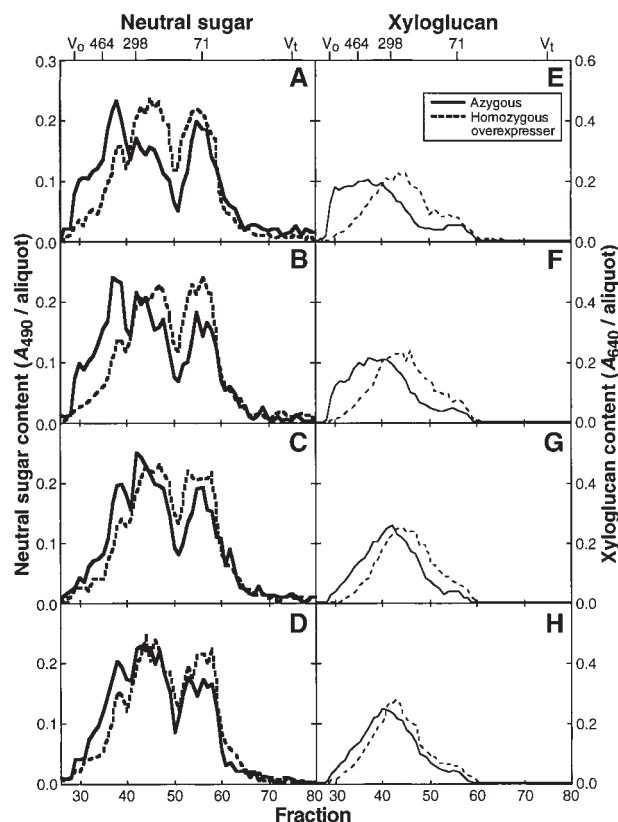 Neutral sugar
Xyloglucan
Vo 464 298 71 Vt
Vo 464 298 71 Vt
0.3
0.6
A
E
Azygous
Homozygous overexpresser
0.2
0.4
0.1
0.2
0.0
0.0
B
F
0.2
0.4
0.1
0.2
0.0
0.0
C
G
0.2
0.4
0.1
0.2
0.0
0.0
D
H
0.2
0.4
0.1
0.2
0.0
0.0
30 40 50 60 70 80
30 40 50 60 70 80
Fraction
Neutral sugar content (A490 / aliquot)
Xyloglucan content (A640 / aliquot)